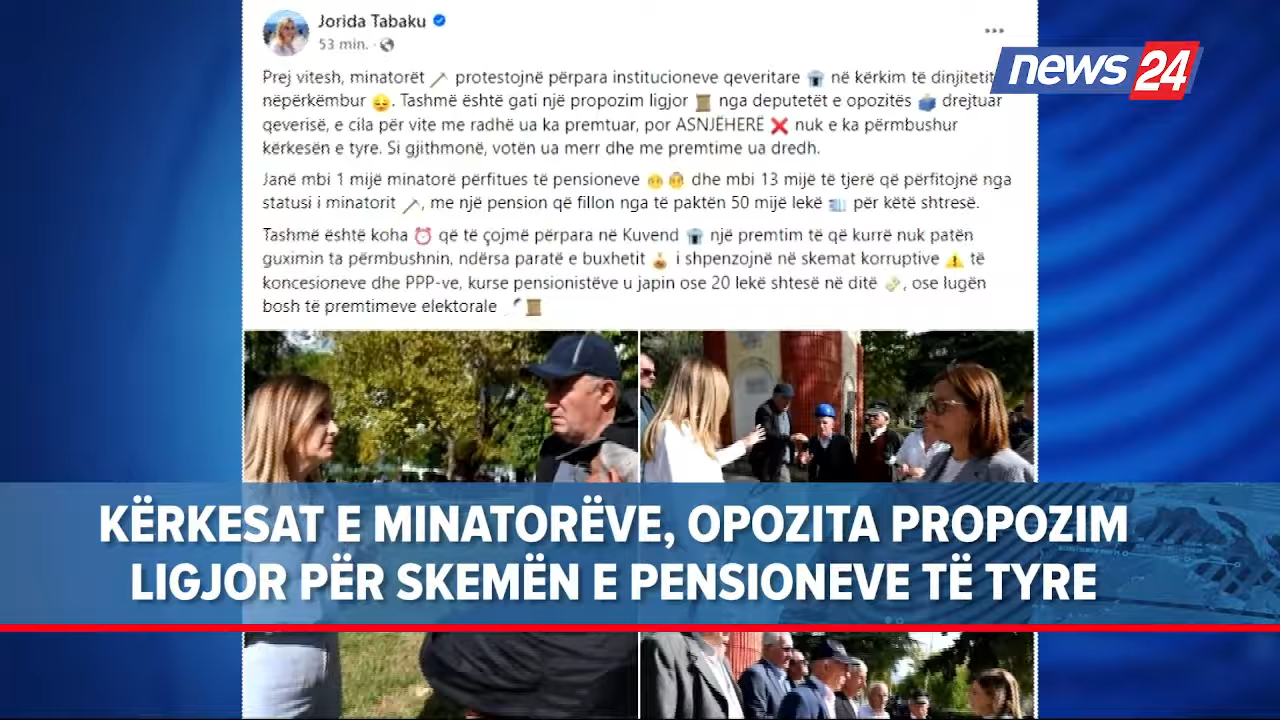 Jorida Tabaku
53 min.
news 24
Prej vitesh, minatorët protestojnë përpara institucioneve qeveritare në kërkim të dinjitetit
nëpërkëmbur . Tashmë është gati një propozim ligjor nga deputetët e opozitës drejtuar
qeverisë, e cila për vite me radhë ua ka premtuar, por ASNJËHERË nuk e ka përmbushur
kërkesën e tyre. Si gjithmonë, votën ua merr dhe me premtime ua dredh.
Janë mbi 1 mijë minatorë përfitues të pensioneve dhe mbi 13 mijë të tjerë që përfitojnë nga
statusi i minatorit , me një pension që fillon nga të paktën 50 mijë lekë për këtë shtresë.
Tashmë është koha që të çojmë përpara në Kuvend një premtim të që kurrë nuk patën
guximin ta përmbushnin, ndërsa paratë e buxhetit i shpenzojnë në skemat korruptive të
koncesioneve dhe PPP-ve, kurse pensionistëve u japin ose 20 lekë shtesë në ditë , ose lugën
bosh të premtimeve elektorale
KËRKESAT E MINATORËVE, OPOZITA PROPOZIM
LIGJOR PËR SKEMËN E PENSIONEVE TË TYRE